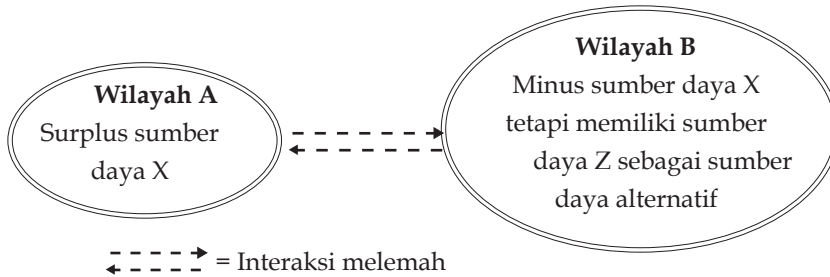 Wilayah A
Surplus sumber
daya X
Wilayah B
Minus sumber daya X
tetapi memiliki sumber
daya Z sebagai sumber
daya alternatif
= Interaksi melemah